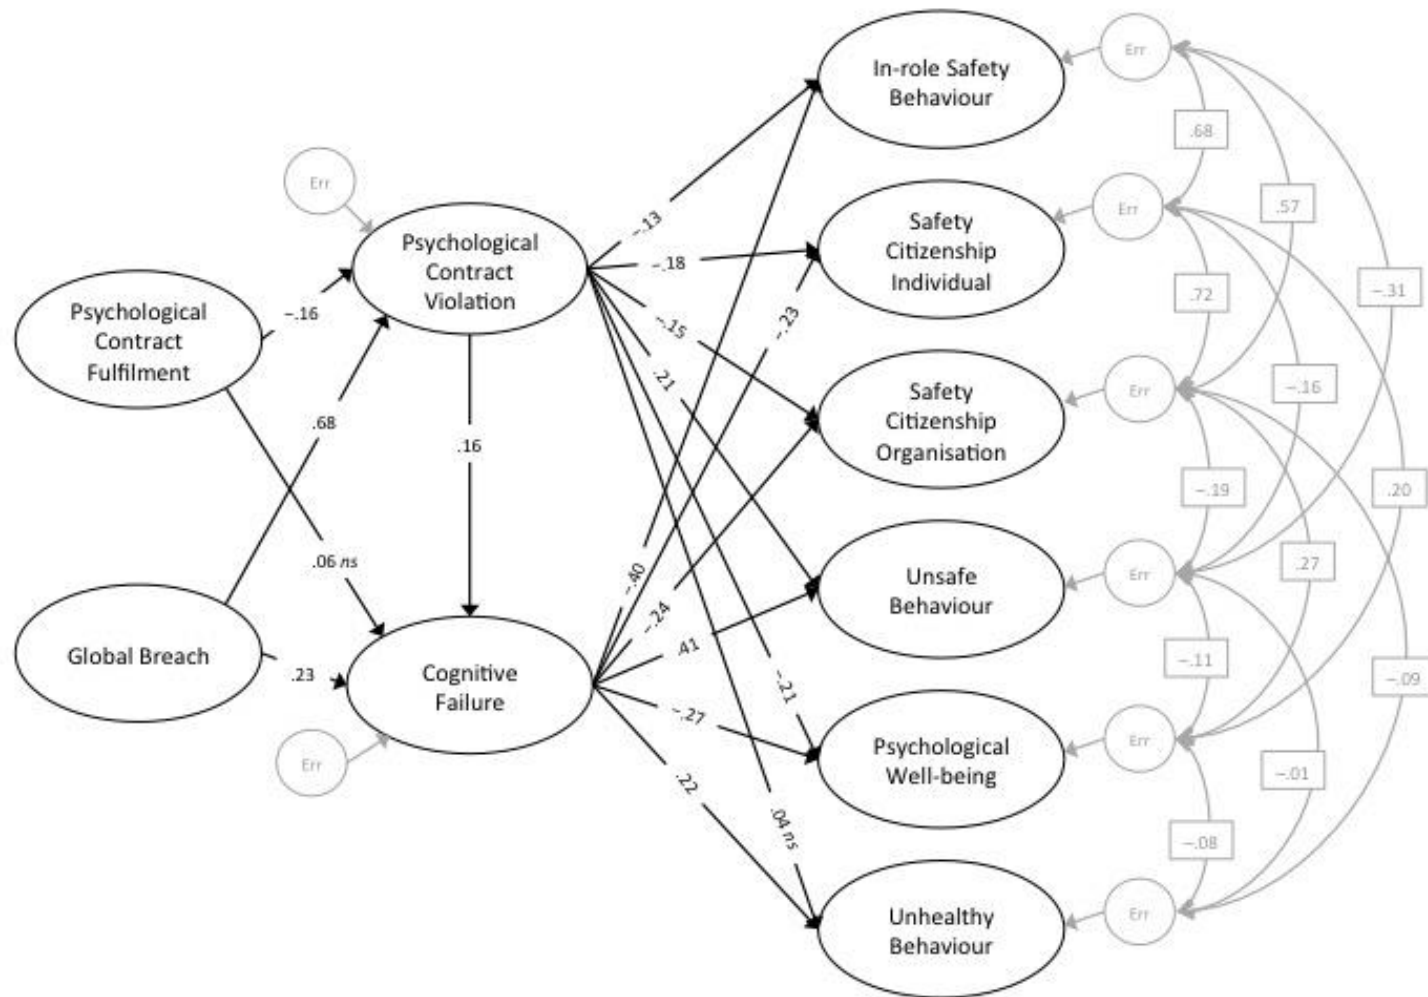 In-role Safety
Behaviour
Err
.68
Err
Safety
Citizenship
Individual
Err
.57
Psychological
Contract
Violation
–.13
–.18
–.23
–.31
.72
Psychological
Contract
Fulfilment
–.16
–.15
.21
Safety
Citizenship
Organisation
Err
–.16
.68
.16
–.19
.20
.06 ns
–.40
–.24
.41
Unsafe
Behaviour
Err
.27
Global Breach
.23
Cognitive
Failure
Err
–.27
–.21
–.11
–.09
Psychological
Well-being
Err
.22
.04 ns
–.01
–.08
Unhealthy
Behaviour
Err